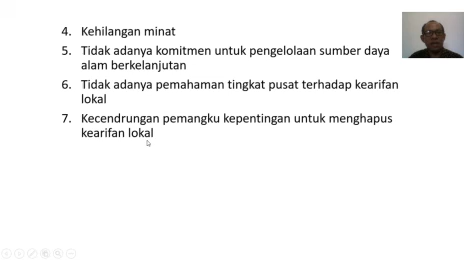 4. Kehilangan minat
5. Tidak adanya komitmen untuk pengelolaan sumber daya
alam berkelanjutan
6. Tidak adanya pemahaman tingkat pusat terhadap kearifan
lokal
7. Kecendrungan pemangku kepentingan untuk menghapus
kearifan lokal